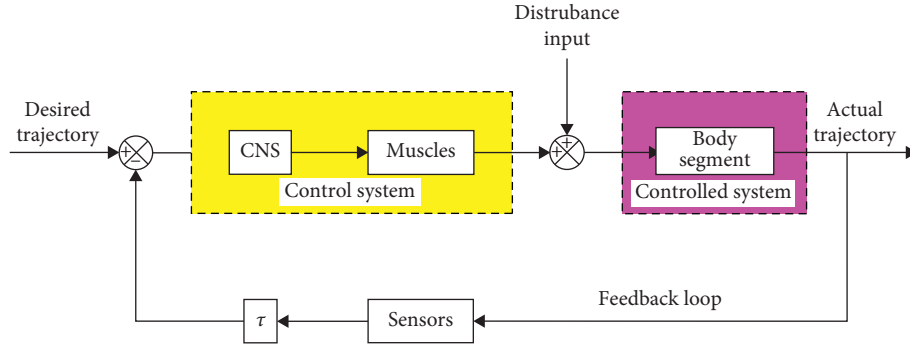 Distrubance
input
Desired
trajectory
+
−
CNS
Muscles
Control system
+
+
Body
segment
Controlled system
Actual
trajectory
Feedback loop
τ
Sensors